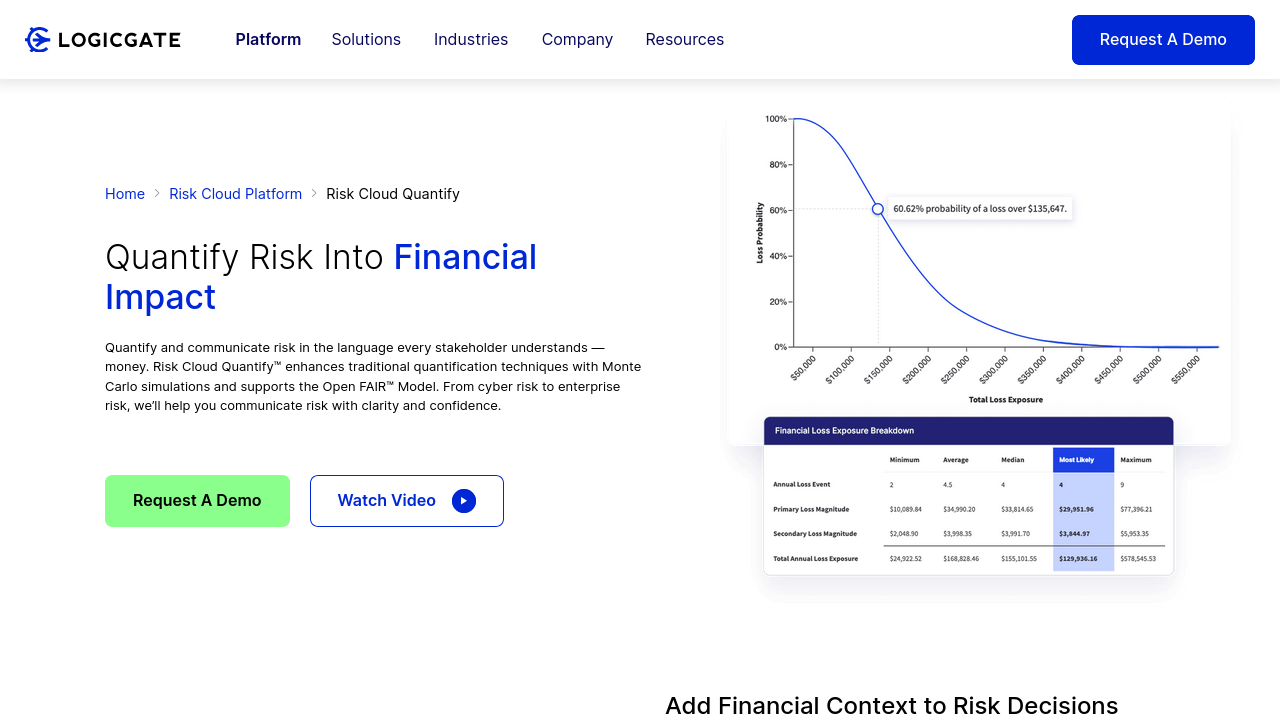 LOGICGATE
Platform Solutions Industries Company Resources
Request A Demo
Home > Risk Cloud Platform > Risk Cloud Quantify
Quantify Risk Into Financial
Impact
Quantify and communicate risk in the language every stakeholder understands —
money. Risk Cloud Quantify™ enhances traditional quantification techniques with Monte
Carlo simulations and supports the Open FAIR™ Model. From cyber risk to enterprise
risk, we’ll help you communicate risk with clarity and confidence.
Request A Demo
Watch Video
Loss Probability
100%
80%
60%
40%
20%
0%
60.62% probability of a loss over $135,647.
$50,000 $100,000 $150,000 $200,000 $250,000 $300,000 $350,000 $400,000 $450,000 $500,000 $550,000
Total Loss Exposure
Financial Loss Exposure Breakdown
Minimum Average Median Most Likely Maximum
Annual Loss Event 2 4.5 4 4 9
Primary Loss Magnitude $10,089.84 $34,990.20 $33,814.65 $29,951.96 $77,396.21
Secondary Loss Magnitude $2,048.90 $3,998.35 $3,991.70 $3,844.97 $5,953.35
Total Annual Loss Exposure $24,922.52 $168,828.46 $155,101.55 $129,936.16 $578,545.53
Add Financial Context to Risk Decisions